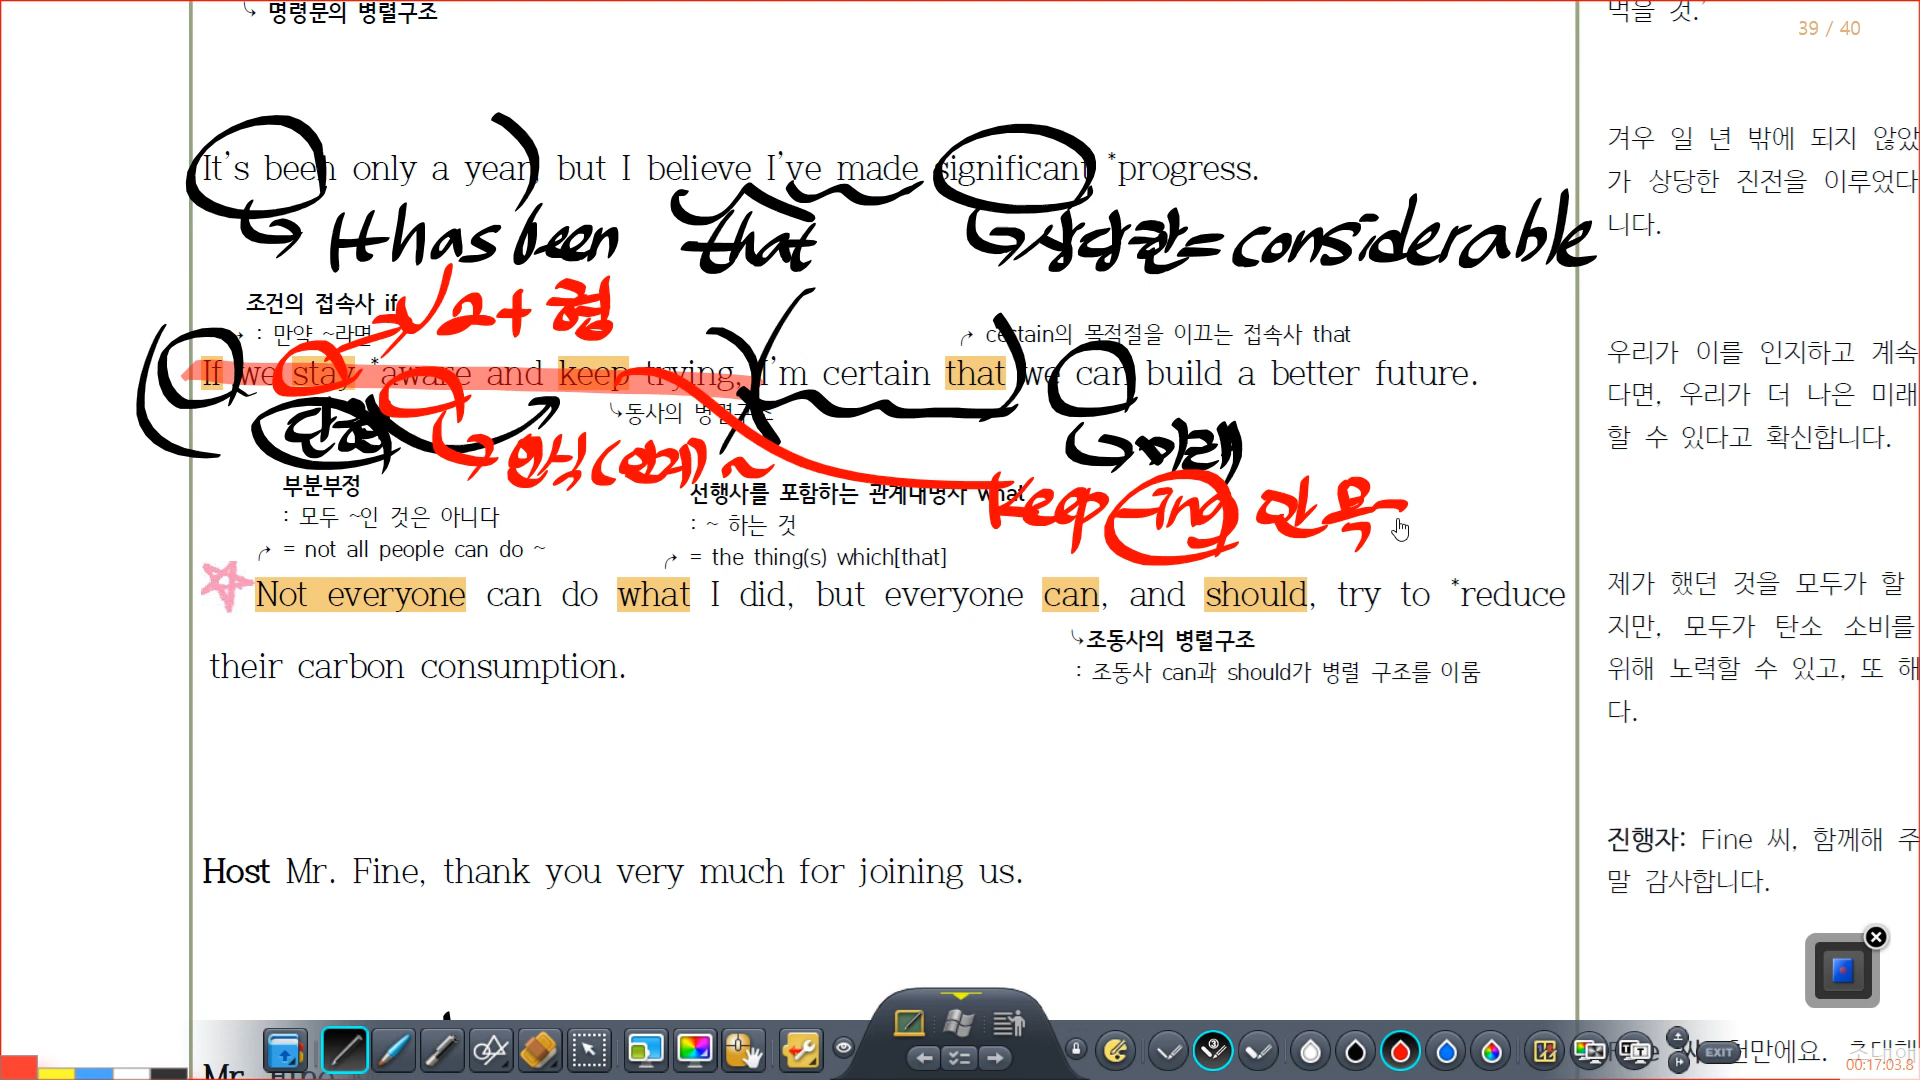 명령문의 병렬구조
먹을 것.
39 / 40
It's been only a year, but I believe I've made significant *progress.
It has been that 상당한 = considerable
겨우 일 년 밖에 되지 않았
가 상당한 진전을 이루었다
니다.
2+형
조건의 접속사 if
: 만약 ~라면
certain의 목적절을 이끄는 접속사 that
If we stay *aware and keep trying, I'm certain that we can build a better future.
동사의 병렬구조
단현
미래
인식(인지)~
우리가 이를 인지하고 계속
다면, 우리가 더 나은 미래
할 수 있다고 확신합니다.
부분부정
: 모두 ~인 것은 아니다
= not all people can do ~
선행사를 포함하는 관계대명사 what
: ~ 하는 것
= the thing(s) which[that]
keep -ing 만 목
Not everyone can do what I did, but everyone can, and should, try to *reduce
조동사의 병렬구조
: 조동사 can과 should가 병렬 구조를 이룸
their carbon consumption.
제가 했던 것을 모두가 할
지만, 모두가 탄소 소비를
위해 노력할 수 있고, 또 해
다.
Host Mr. Fine, thank you very much for joining us.
진행자: Fine 씨, 함께해 주
말 감사합니다.
EXIT
00:17:03.8